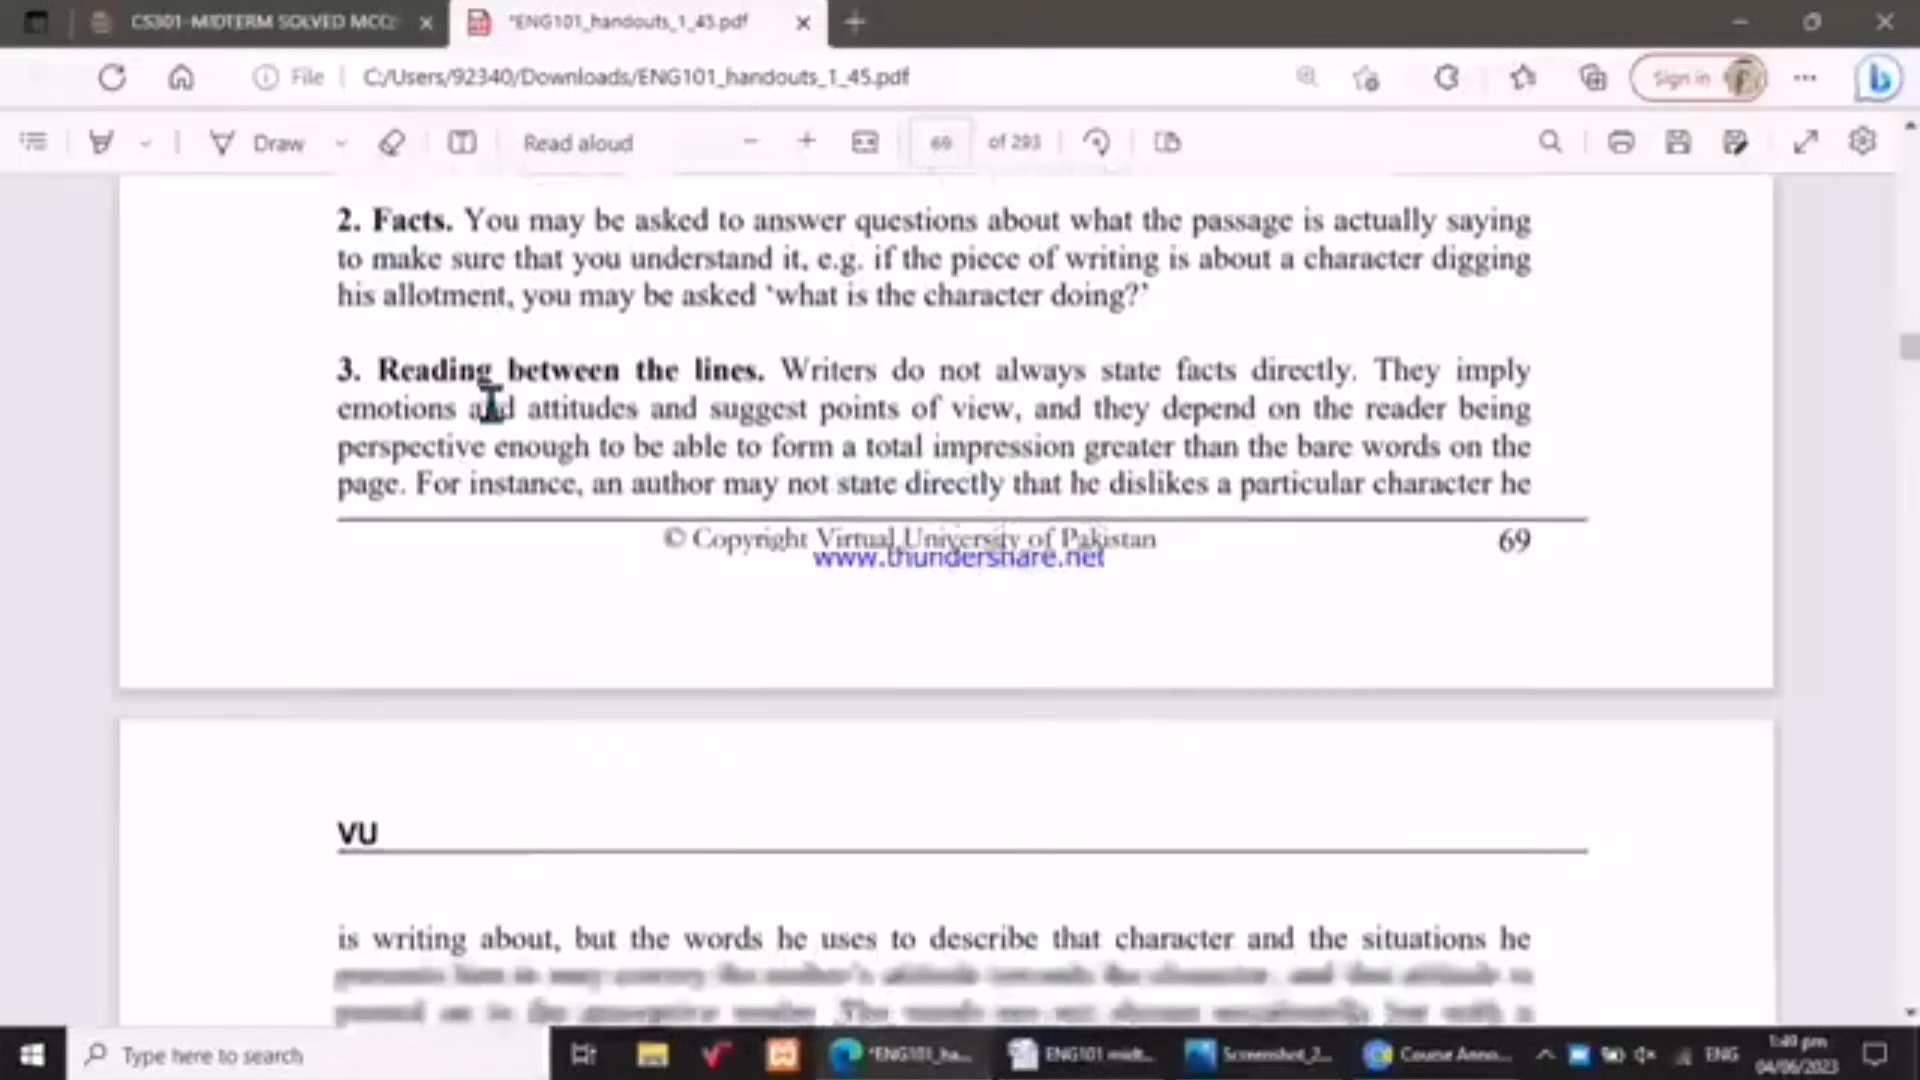 CS301-MIDTERM SOLVED MCQ
*ENG101_handouts_1_45.pdf
File
C:/Users/92340/Downloads/ENG101_handouts_1_45.pdf
Sign in
Draw
Read aloud
69 of 293
2. Facts. You may be asked to answer questions about what the passage is actually saying
to make sure that you understand it, e.g. if the piece of writing is about a character digging
his allotment, you may be asked ‘what is the character doing?’
3. Reading between the lines. Writers do not always state facts directly. They imply
emotions and attitudes and suggest points of view, and they depend on the reader being
perspective enough to be able to form a total impression greater than the bare words on the
page. For instance, an author may not state directly that he dislikes a particular character he
© Copyright Virtual University of Pakistan 69
www.thundershare.net
VU
is writing about, but the words he uses to describe that character and the situations he
Type here to search
*ENG101_ha...
ENG101 midt...
Screenshot_2...
Course Anno...
ENG
1:49 pm
04/06/2023